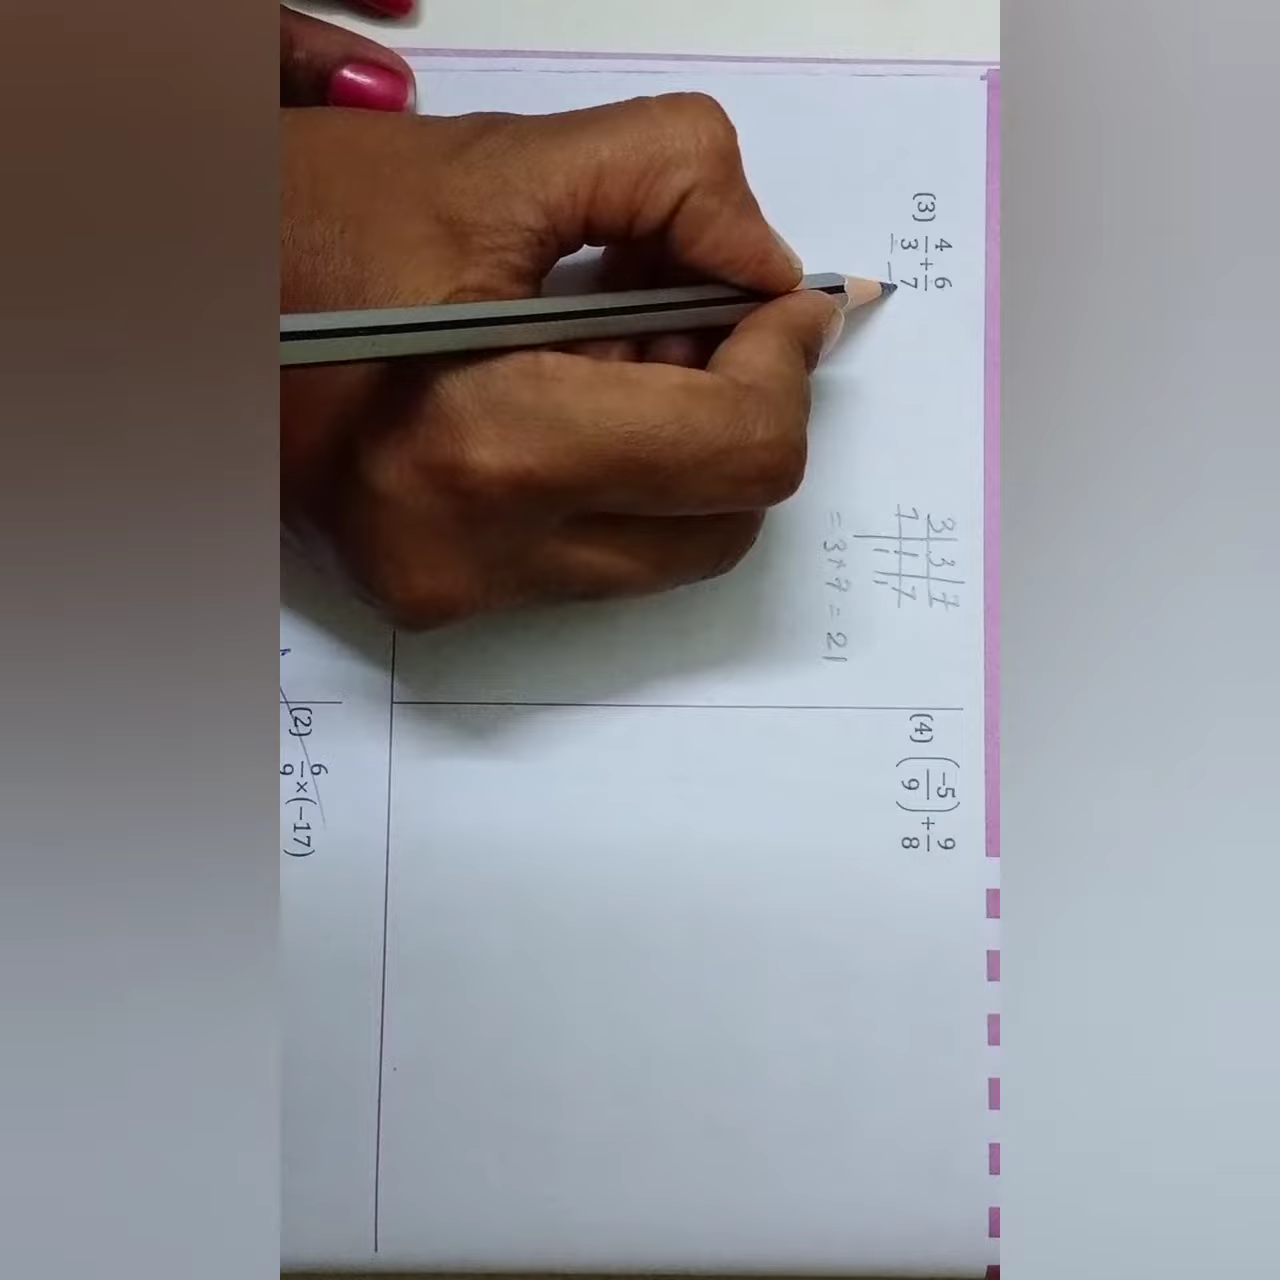 (3) 4/3 + 6/7
3 | 3, 7
7 | 1, 7
1, 1
= 3 × 7 = 21
(4) (-5/9) + 9/8
(2) 6/9 × (−17)